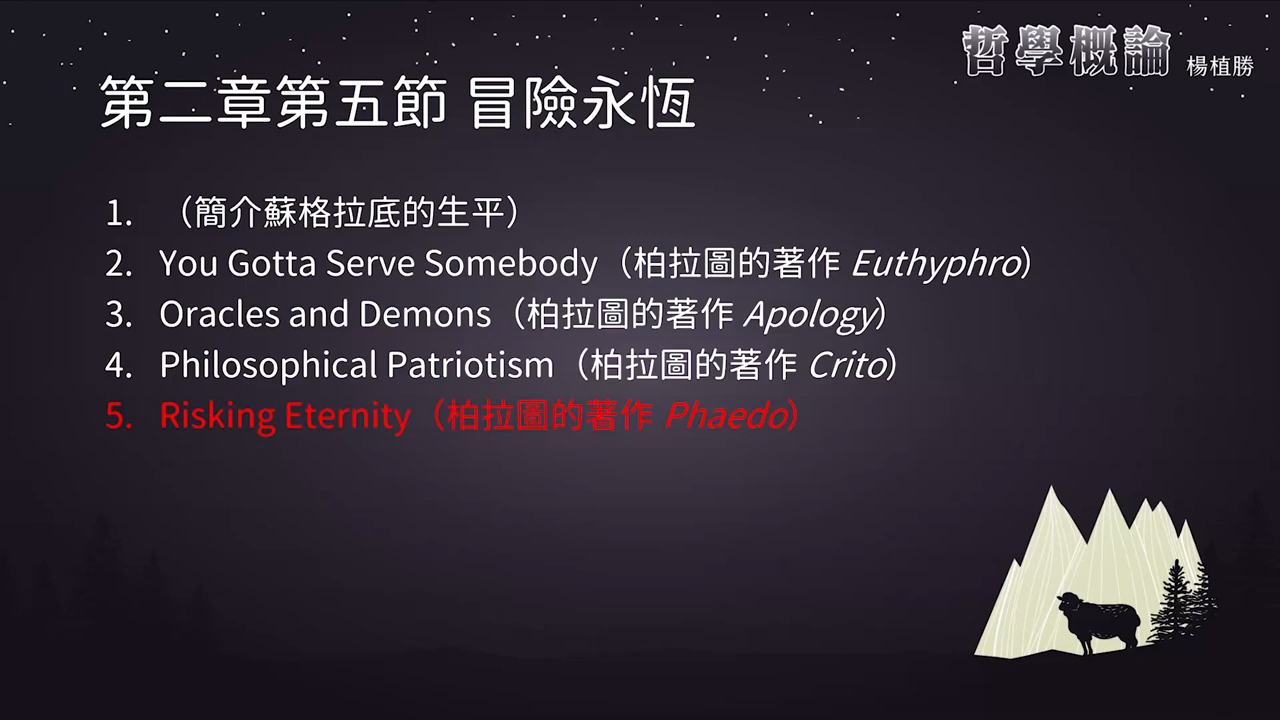 哲學概論 楊植勝
第二章第五節 冒險永恆
1. （簡介蘇格拉底的生平）
2. You Gotta Serve Somebody（柏拉圖的著作 Euthyphro）
3. Oracles and Demons（柏拉圖的著作 Apology）
4. Philosophical Patriotism（柏拉圖的著作 Crito）
5. Risking Eternity（柏拉圖的著作 Phaedo）